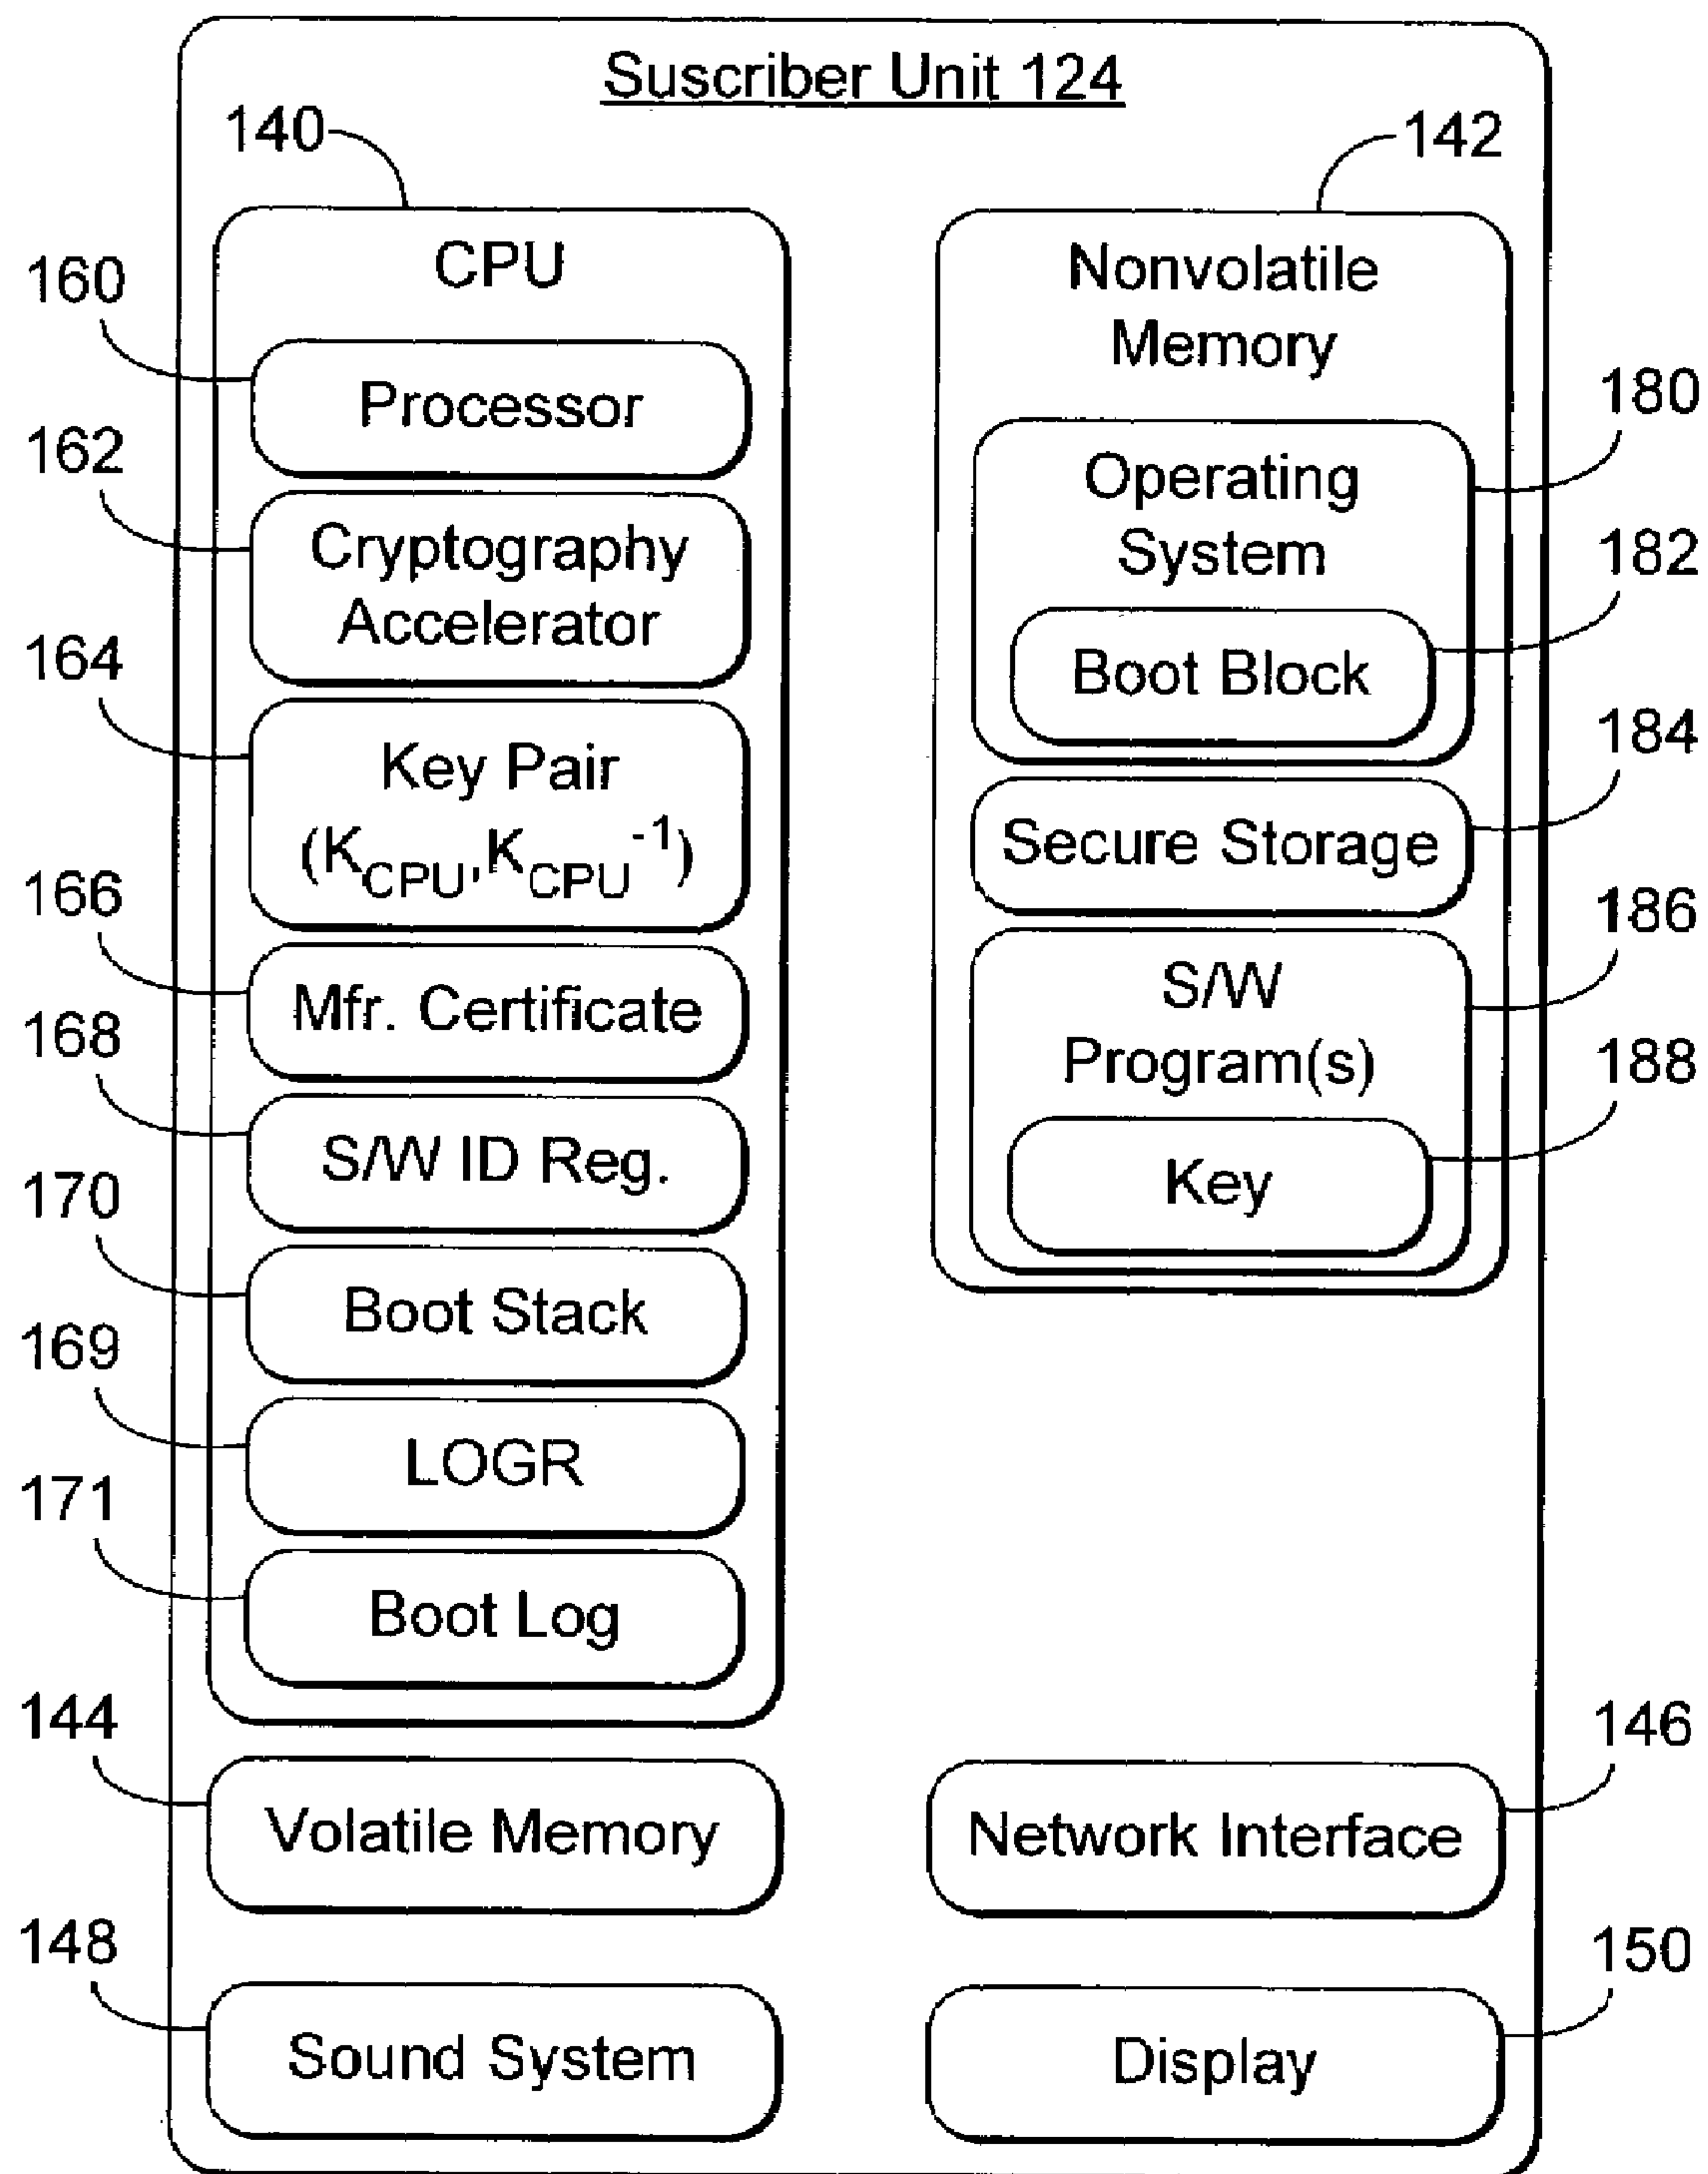 Suscriber Unit 124
140
142
CPU
160
Processor
162
Cryptography
Accelerator
164
Key Pair
(K_CPU, K_CPU^-1)
166
Mfr. Certificate
168
S/W ID Reg.
170
Boot Stack
169
LOGR
171
Boot Log
Nonvolatile
Memory
180
Operating
System
182
Boot Block
184
Secure Storage
186
S/W
Program(s)
188
Key
144
Volatile Memory
146
Network Interface
148
Sound System
150
Display